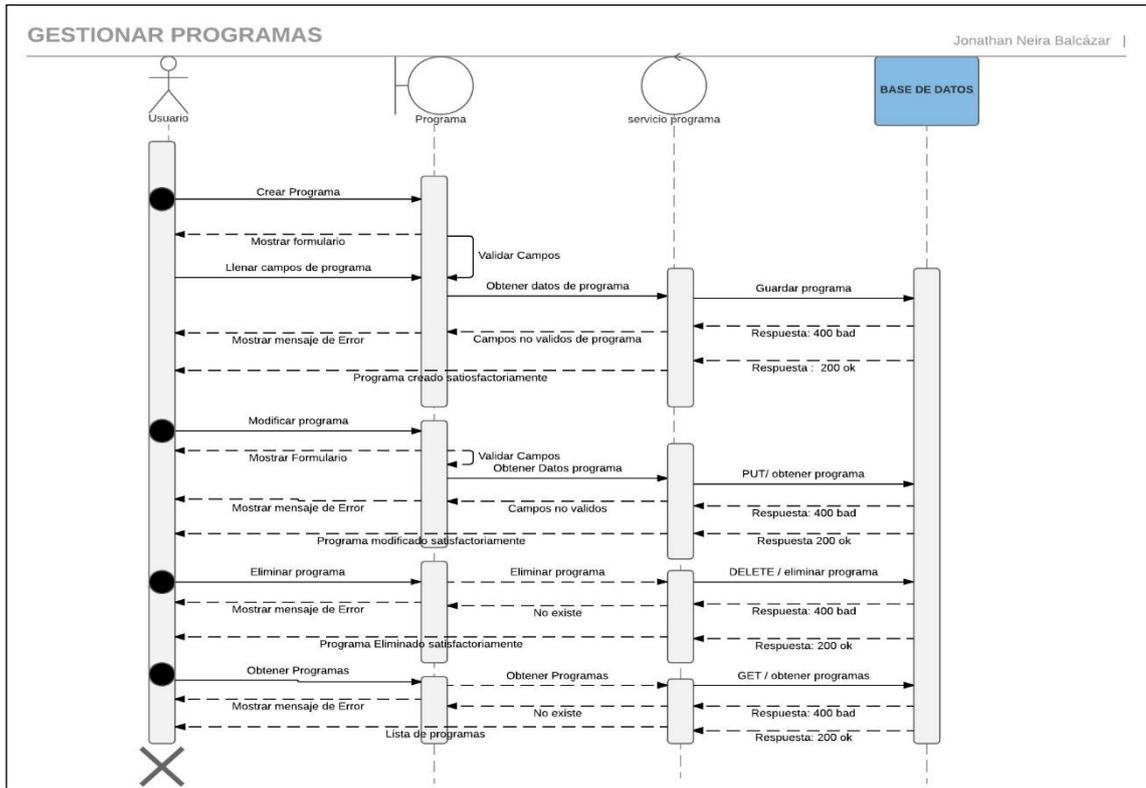 GESTIONAR PROGRAMAS
Jonathan Neira Balcázar |
Usuario
Programa
servicio programa
BASE DE DATOS
Crear Programa
Mostrar formulario
Validar Campos
Llenar campos de programa
Obtener datos de programa
Guardar programa
Mostrar mensaje de Error
Campos no validos de programa
Respuesta: 400 bad
Respuesta : 200 ok
Programa creado satiosfactoriamente
Modificar programa
Mostrar Formulario
Validar Campos
Obtener Datos programa
PUT/ obtener programa
Mostrar mensaje de Error
Campos no validos
Respuesta: 400 bad
Programa modificado satisfactoriamente
Respuesta 200 ok
Eliminar programa
Eliminar programa
DELETE / eliminar programa
Mostrar mensaje de Error
No existe
Respuesta: 400 bad
Programa Eliminado satisfactoriamente
Respuesta: 200 ok
Obtener Programas
Obtener Programas
GET / obtener programas
Mostrar mensaje de Error
No existe
Respuesta: 400 bad
Lista de programas
Respuesta: 200 ok